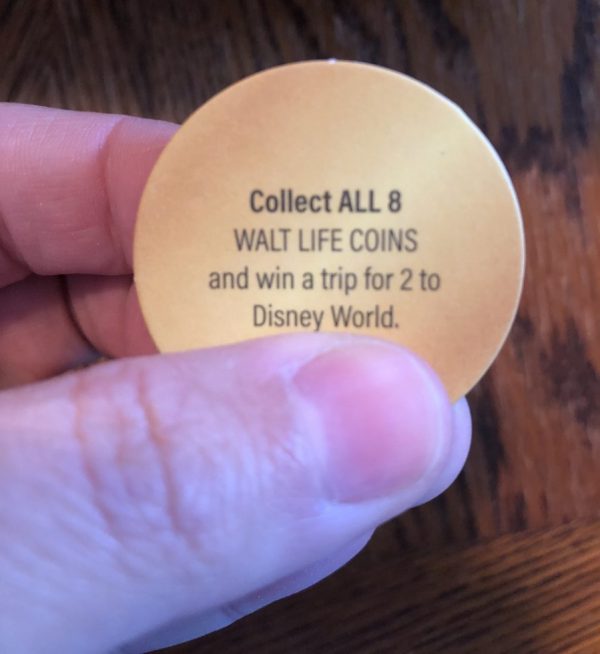 Collect ALL 8
WALT LIFE COINS
and win a trip for 2 to
Disney World.